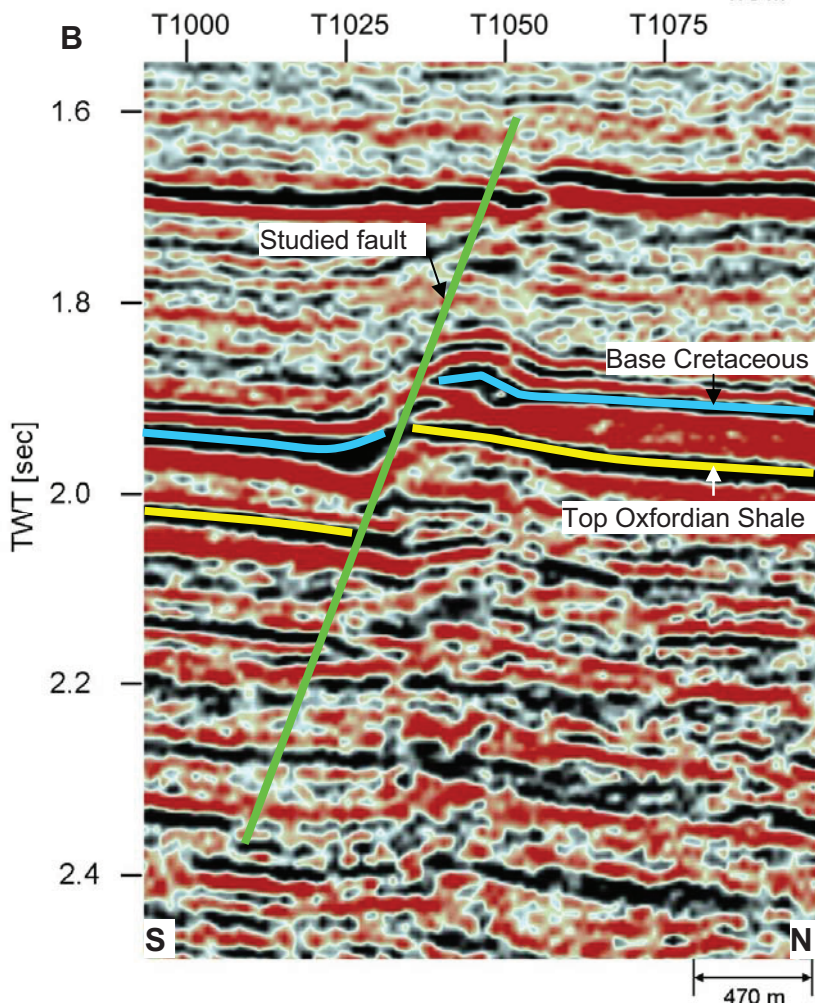 B
T1000 T1025 T1050 T1075
1.6
Studied fault
1.8
Base Cretaceous
TWT [sec]
2.0
Top Oxfordian Shale
2.2
2.4
S
N
470 m